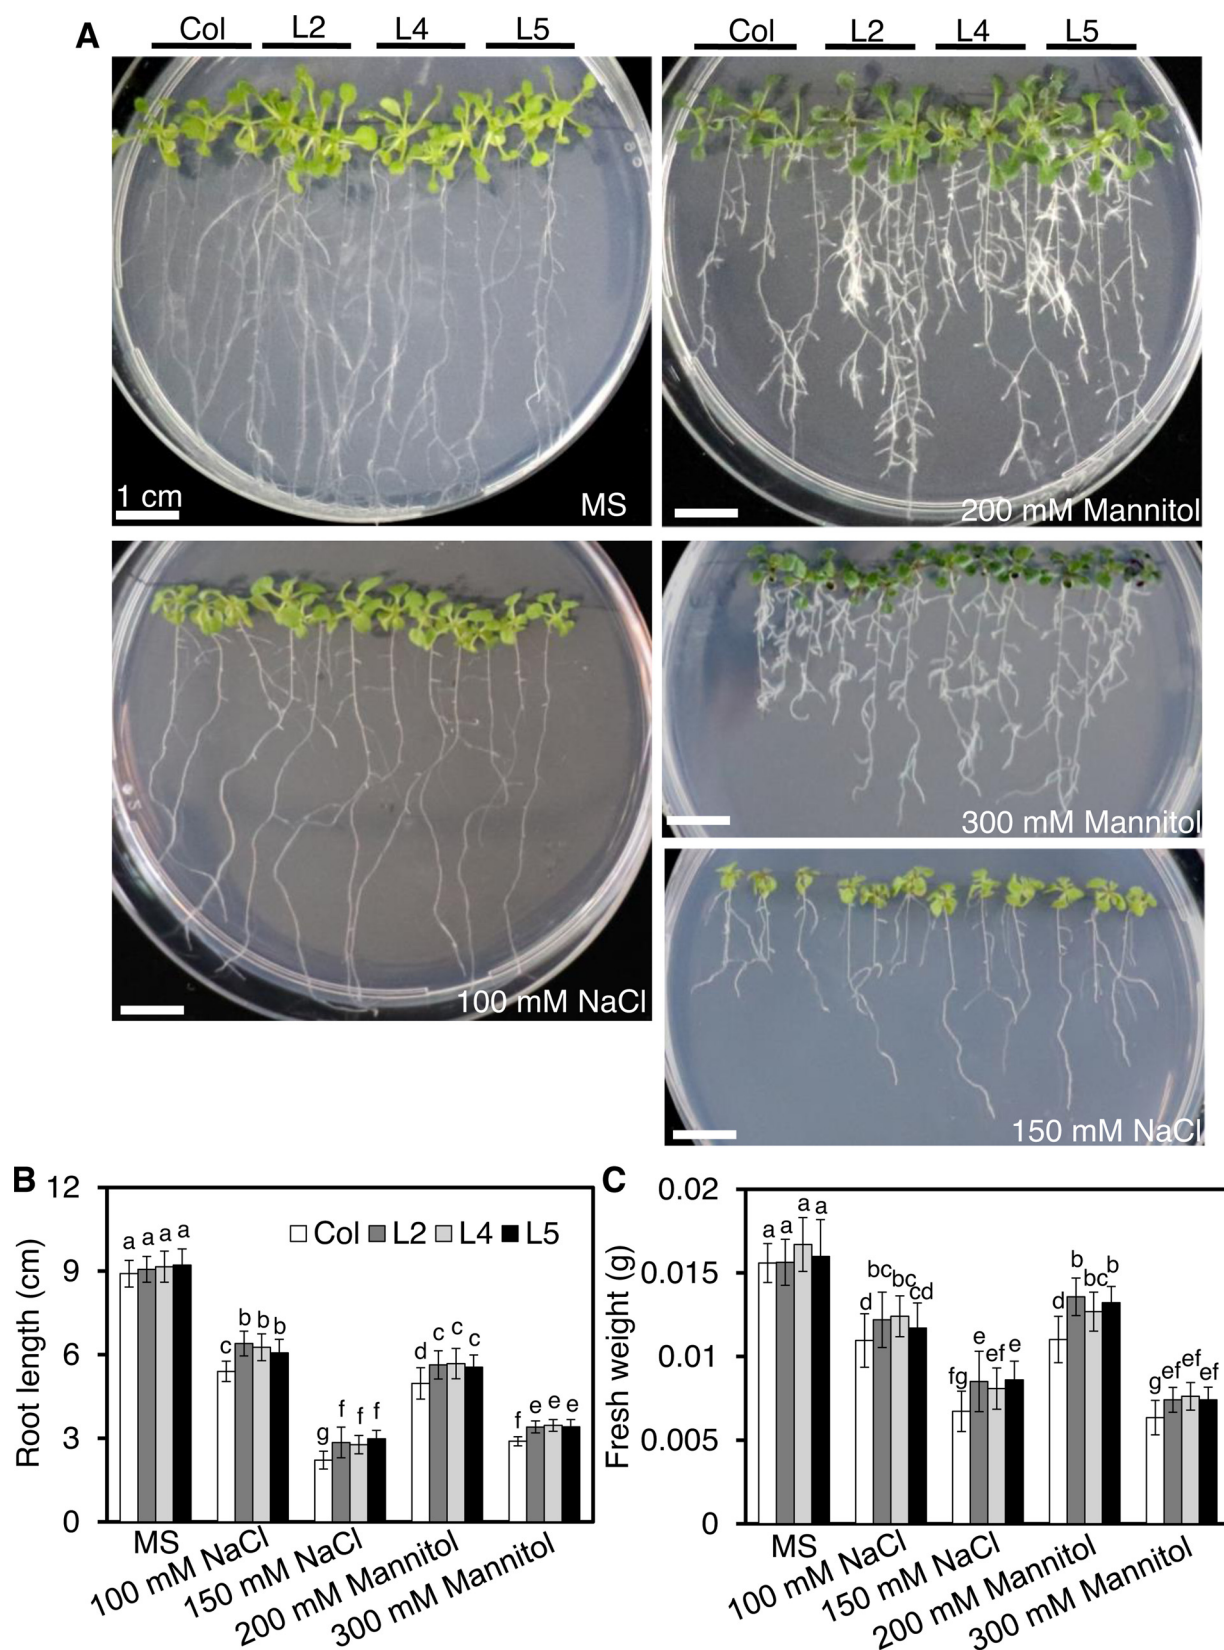 A
Col L2 L4 L5
Col L2 L4 L5
1 cm
MS
200 mM Mannitol
100 mM NaCl
300 mM Mannitol
150 mM NaCl
B
Root length (cm)
12
9
6
3
0
Col L2 L4 L5
a a a a
c b b b
g f f f
d c c c
f e e e
MS
100 mM NaCl
150 mM NaCl
200 mM Mannitol
300 mM Mannitol
C
Fresh weight (g)
0.02
0.015
0.01
0.005
0
a a a a
d bc bc cd
fg e ef e
d b bc b
g ef ef ef
MS
100 mM NaCl
150 mM NaCl
200 mM Mannitol
300 mM Mannitol